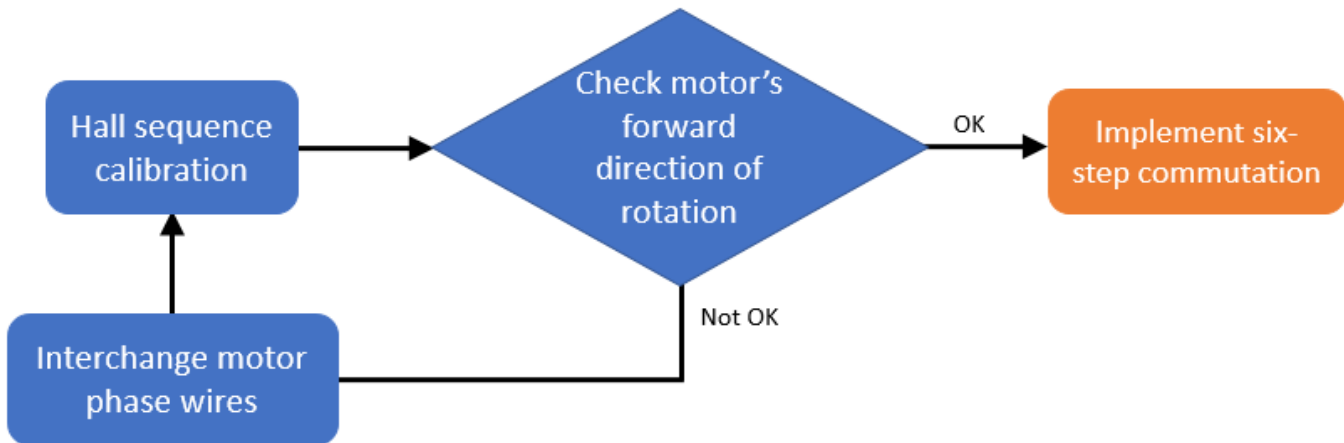 Hall sequence
calibration
Check motor’s
forward
direction of
rotation
OK
Implement six-
step commutation
Not OK
Interchange motor
phase wires